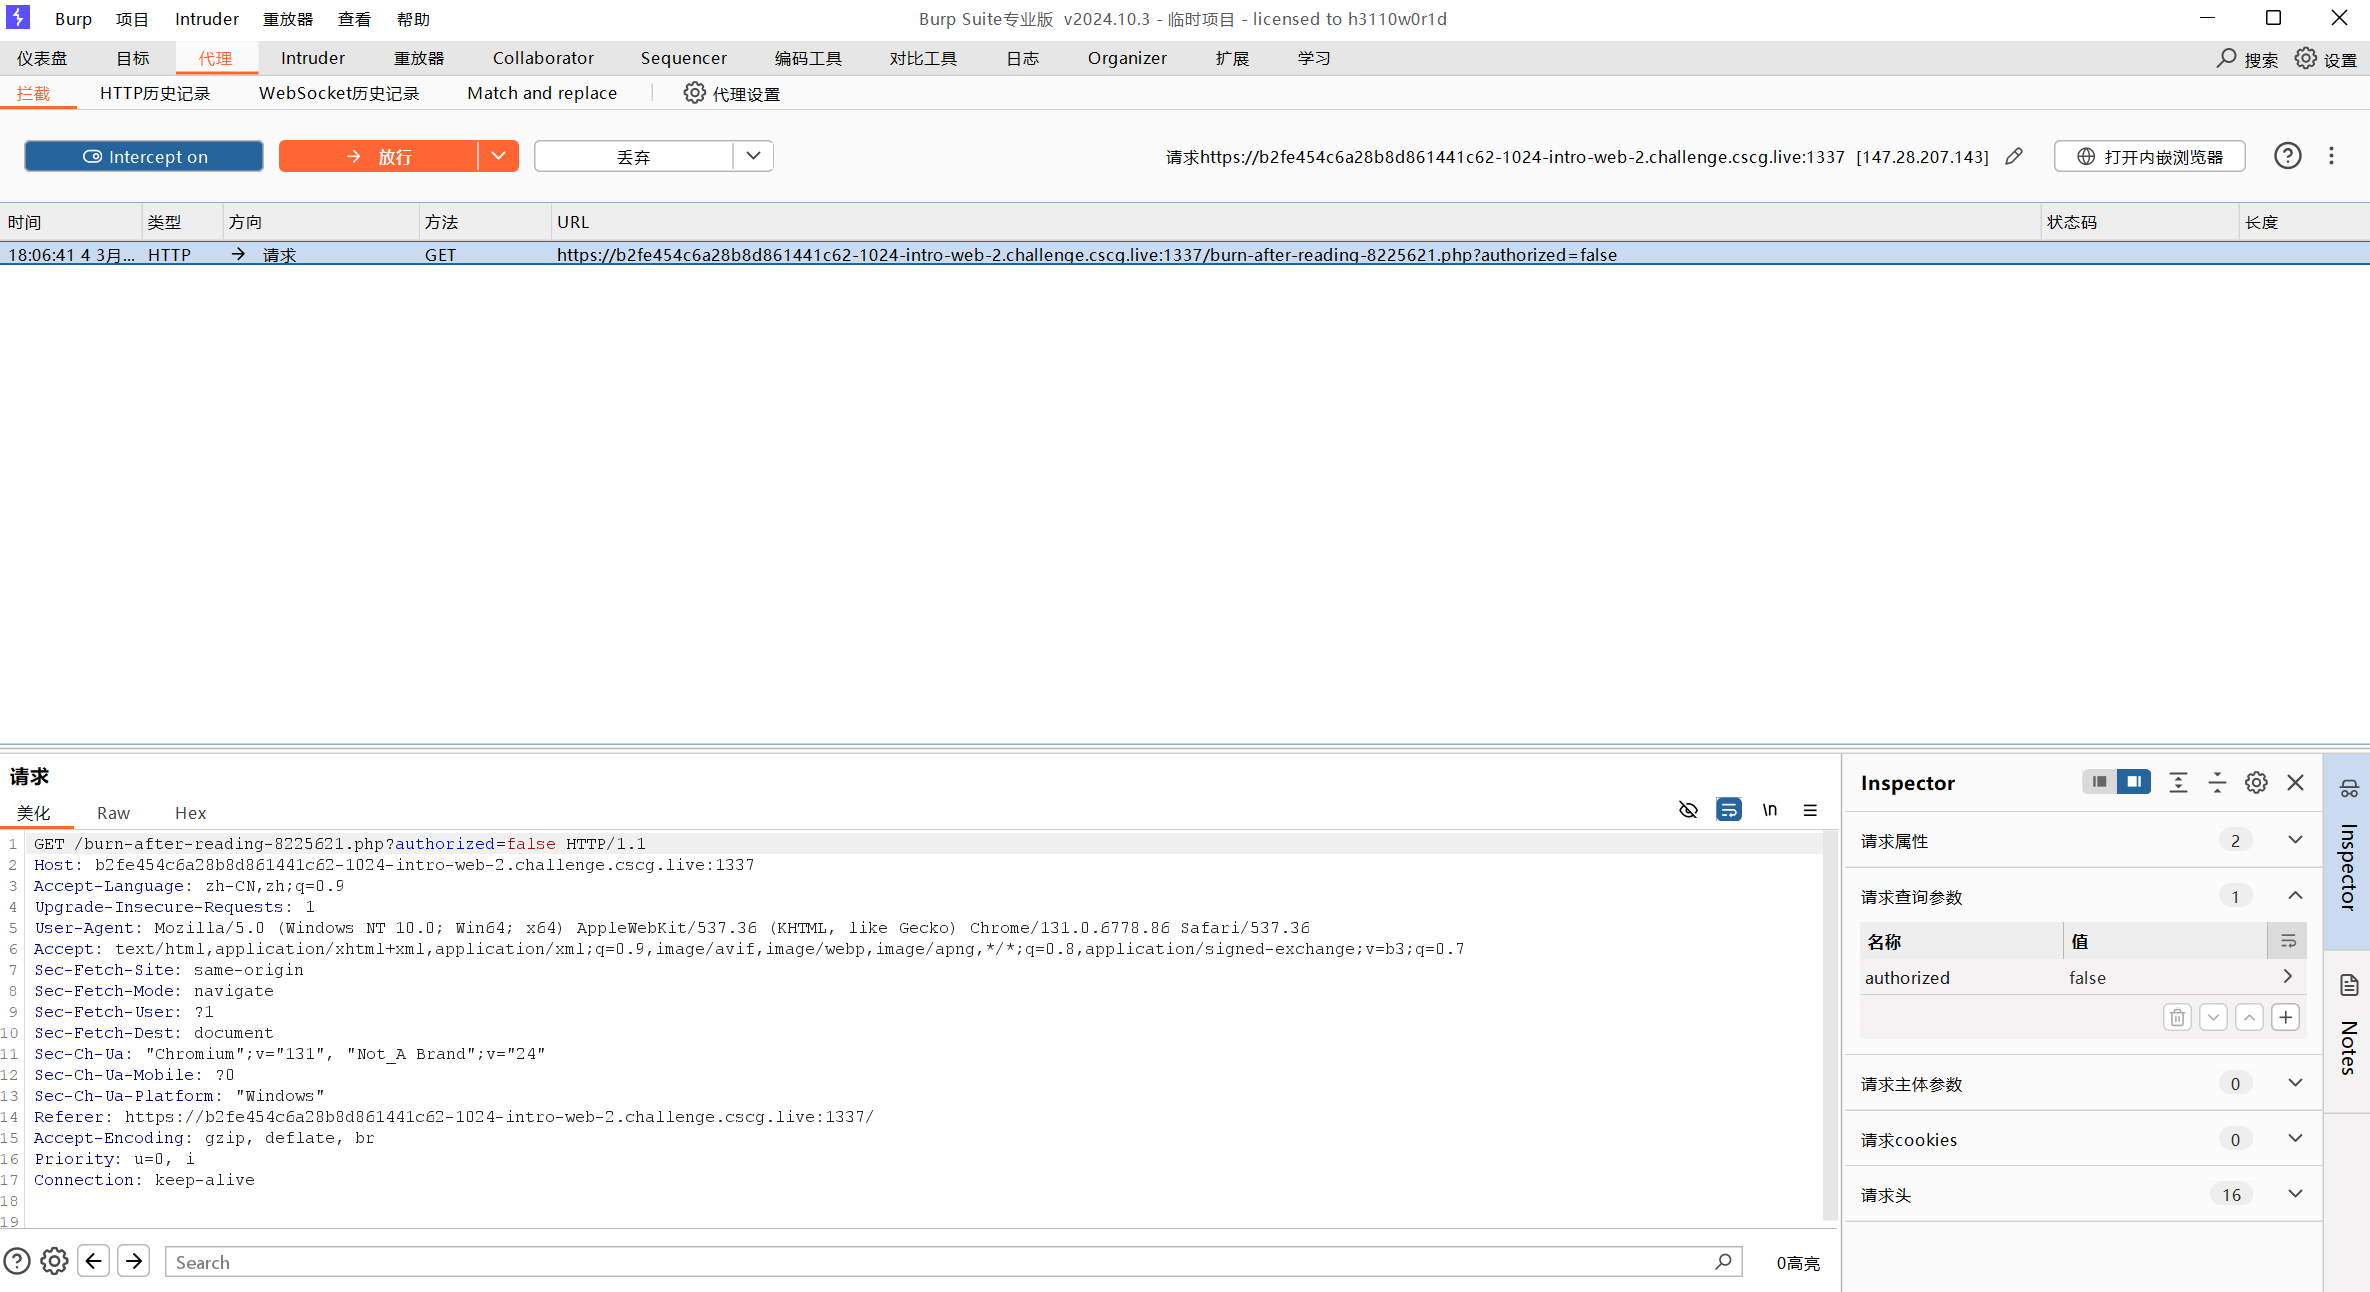 Burp 项目 Intruder 重放器 查看 帮助 Burp Suite专业版 v2024.10.3 - 临时项目 - licensed to h3110w0r1d
仪表盘 目标 代理 Intruder 重放器 Collaborator Sequencer 编码工具 对比工具 日志 Organizer 扩展 学习 搜索 设置
拦截 HTTP历史记录 WebSocket历史记录 Match and replace 代理设置
Intercept on 放行 丢弃 请求https://b2fe454c6a28b8d861441c62-1024-intro-web-2.challenge.cscg.live:1337 [147.28.207.143] 打开内嵌浏览器
时间 类型 方向 方法 URL 状态码 长度
18:06:41 4 3月... HTTP 请求 GET https://b2fe454c6a28b8d861441c62-1024-intro-web-2.challenge.cscg.live:1337/burn-after-reading-8225621.php?authorized=false
请求
美化 Raw Hex \n
1 GET /burn-after-reading-8225621.php?authorized=false HTTP/1.1
2 Host: b2fe454c6a28b8d861441c62-1024-intro-web-2.challenge.cscg.live:1337
3 Accept-Language: zh-CN,zh;q=0.9
4 Upgrade-Insecure-Requests: 1
5 User-Agent: Mozilla/5.0 (Windows NT 10.0; Win64; x64) AppleWebKit/537.36 (KHTML, like Gecko) Chrome/131.0.6778.86 Safari/537.36
6 Accept: text/html,application/xhtml+xml,application/xml;q=0.9,image/avif,image/webp,image/apng,*/*;q=0.8,application/signed-exchange;v=b3;q=0.7
7 Sec-Fetch-Site: same-origin
8 Sec-Fetch-Mode: navigate
9 Sec-Fetch-User: ?1
10 Sec-Fetch-Dest: document
11 Sec-Ch-Ua: "Chromium";v="131", "Not_A Brand";v="24"
12 Sec-Ch-Ua-Mobile: ?0
13 Sec-Ch-Ua-Platform: "Windows"
14 Referer: https://b2fe454c6a28b8d861441c62-1024-intro-web-2.challenge.cscg.live:1337/
15 Accept-Encoding: gzip, deflate, br
16 Priority: u=0, i
17 Connection: keep-alive
18
19
Search 0高亮
Inspector
请求属性 2
请求查询参数 1
名称 值
authorized false
请求主体参数 0
请求cookies 0
请求头 16
Inspector
Notes